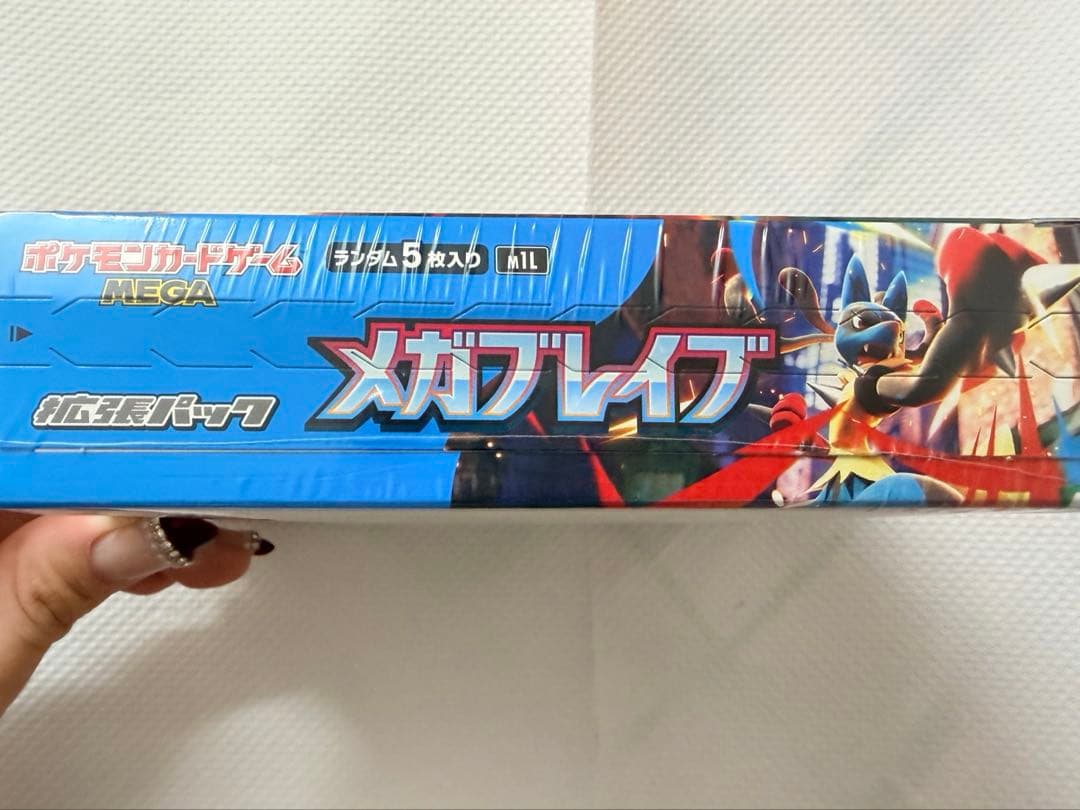 ポケモンカードゲーム
MEGA
ランダム5枚入り M1L
メガブレイブ
拡張パック